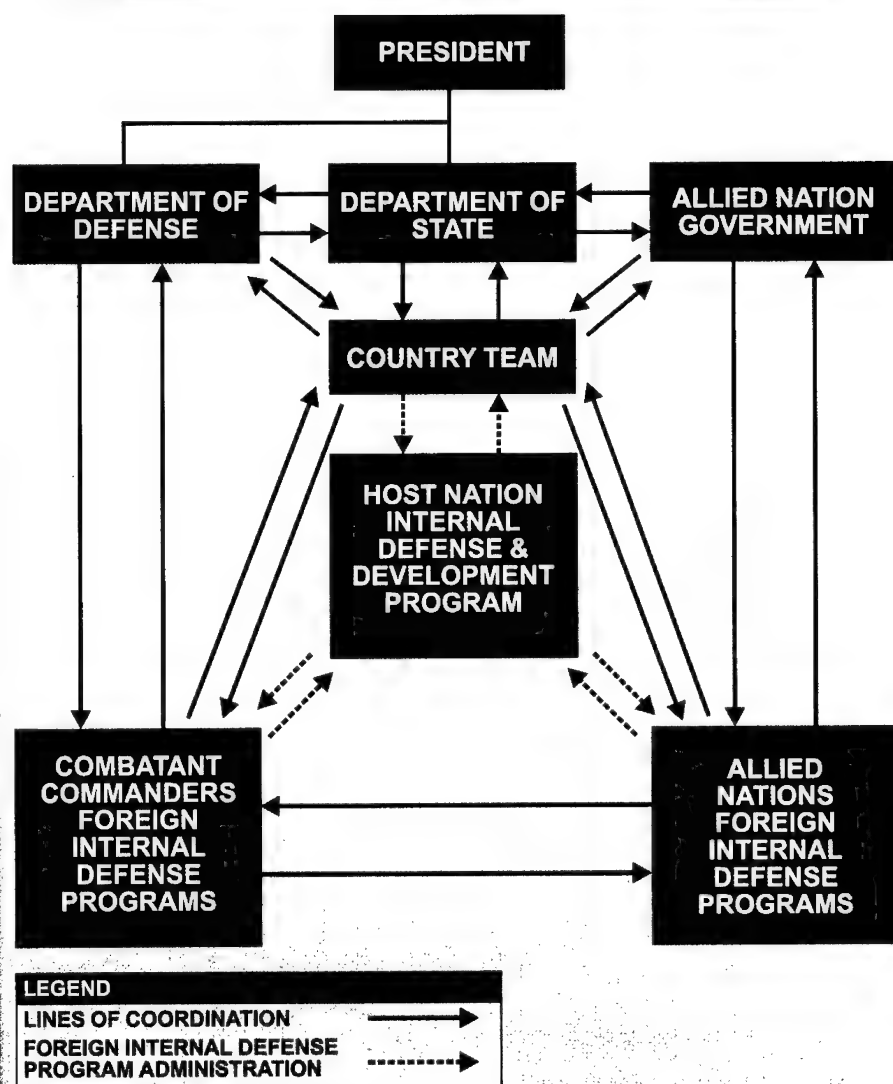 PRESIDENT
DEPARTMENT OF
DEFENSE
DEPARTMENT OF
STATE
ALLIED NATION
GOVERNMENT
COUNTRY TEAM
HOST NATION
INTERNAL
DEFENSE &
DEVELOPMENT
PROGRAM
COMBATANT
COMMANDERS
FOREIGN
INTERNAL
DEFENSE
PROGRAMS
ALLIED
NATIONS
FOREIGN
INTERNAL
DEFENSE
PROGRAMS
LEGEND
LINES OF COORDINATION
FOREIGN INTERNAL DEFENSE
PROGRAM ADMINISTRATION